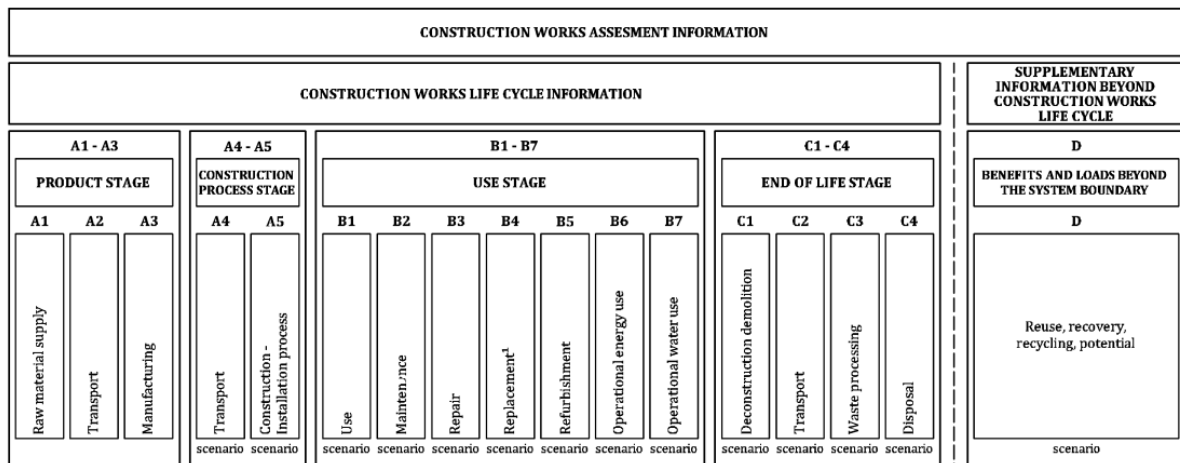 CONSTRUCTION WORKS ASSESMENT INFORMATION
CONSTRUCTION WORKS LIFE CYCLE INFORMATION
SUPPLEMENTARY
INFORMATION BEYOND
CONSTRUCTION WORKS
LIFE CYCLE
A1 - A3
PRODUCT STAGE
A1
A2
A3
Raw material supply
Transport
Manufacturing
A4 - A5
CONSTRUCTION
PROCESS STAGE
A4
A5
Transport
Construction -
Installation process
scenario
scenario
B1 - B7
USE STAGE
B1
B2
B3
B4
B5
B6
B7
Use
Maintenance
Repair
Replacement¹
Refurbishment
Operational energy use
Operational water use
scenario
scenario
scenario
scenario
scenario
scenario
scenario
C1 - C4
END OF LIFE STAGE
C1
C2
C3
C4
Deconstruction demolition
Transport
Waste processing
Disposal
scenario
scenario
scenario
scenario
D
BENEFITS AND LOADS BEYOND
THE SYSTEM BOUNDARY
D
Reuse, recovery,
recycling, potential
scenario